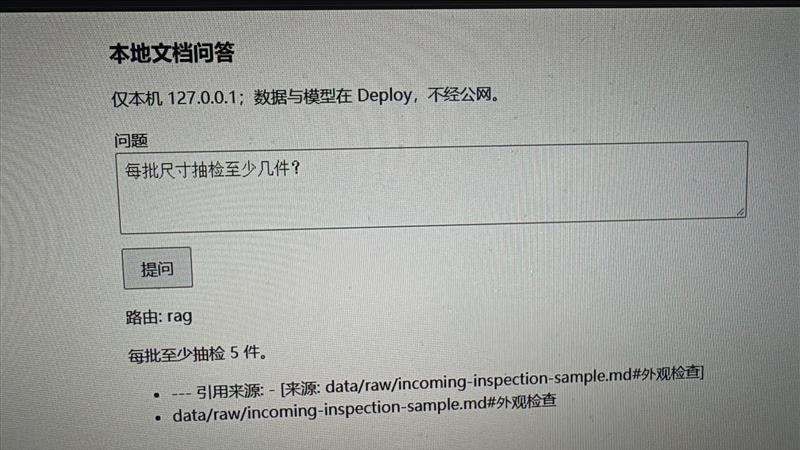 本地文档问答
仅本机 127.0.0.1；数据与模型在 Deploy，不经公网。
问题
每批尺寸抽检至少几件？
提问
路由: rag
每批至少抽检 5 件。
--- 引用来源: - [来源: data/raw/incoming-inspection-sample.md#外观检查]
data/raw/incoming-inspection-sample.md#外观检查